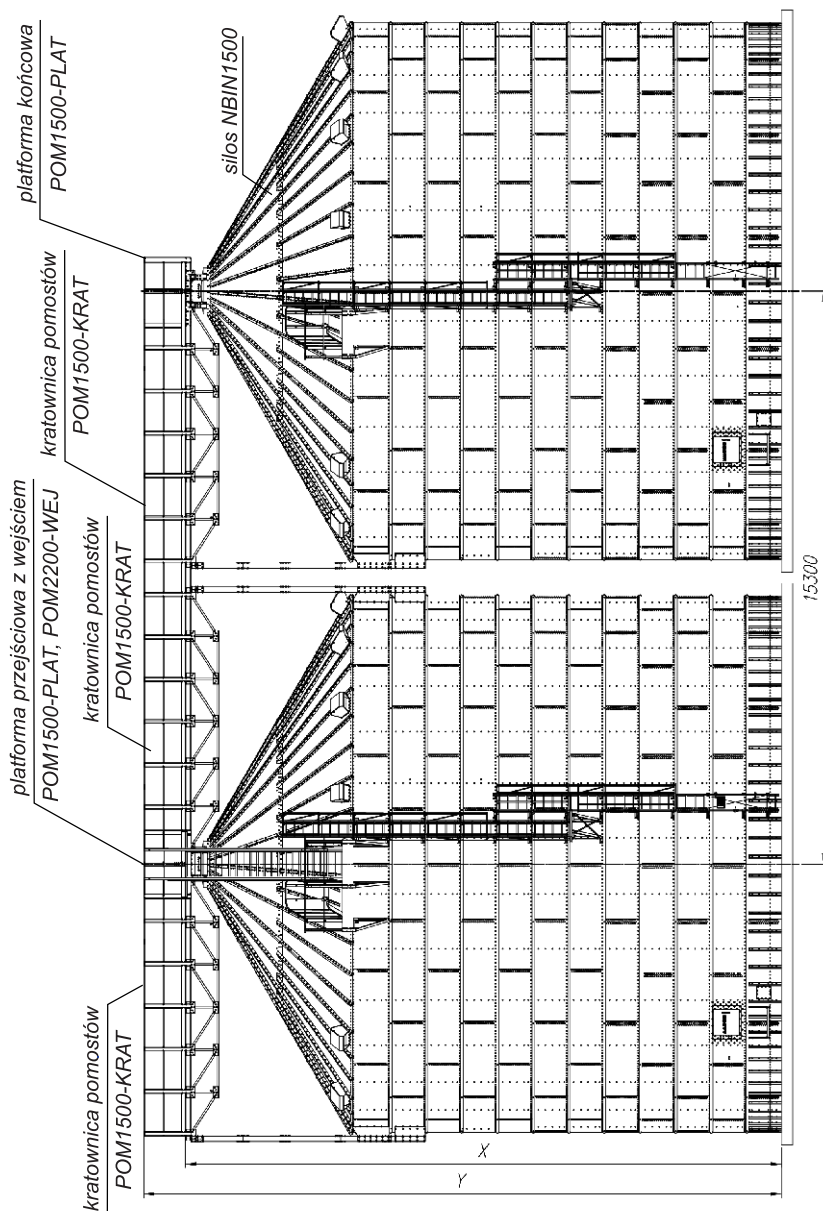 kratownica pomostów
POM1500-KRAT
platforma przejściowa z wejściem
POM1500-PLAT, POM2200-WEJ
kratownica pomostów
POM1500-KRAT
kratownica pomostów
POM1500-KRAT
platforma końcowa
POM1500-PLAT
silos NBIN1500
X
Y
15300